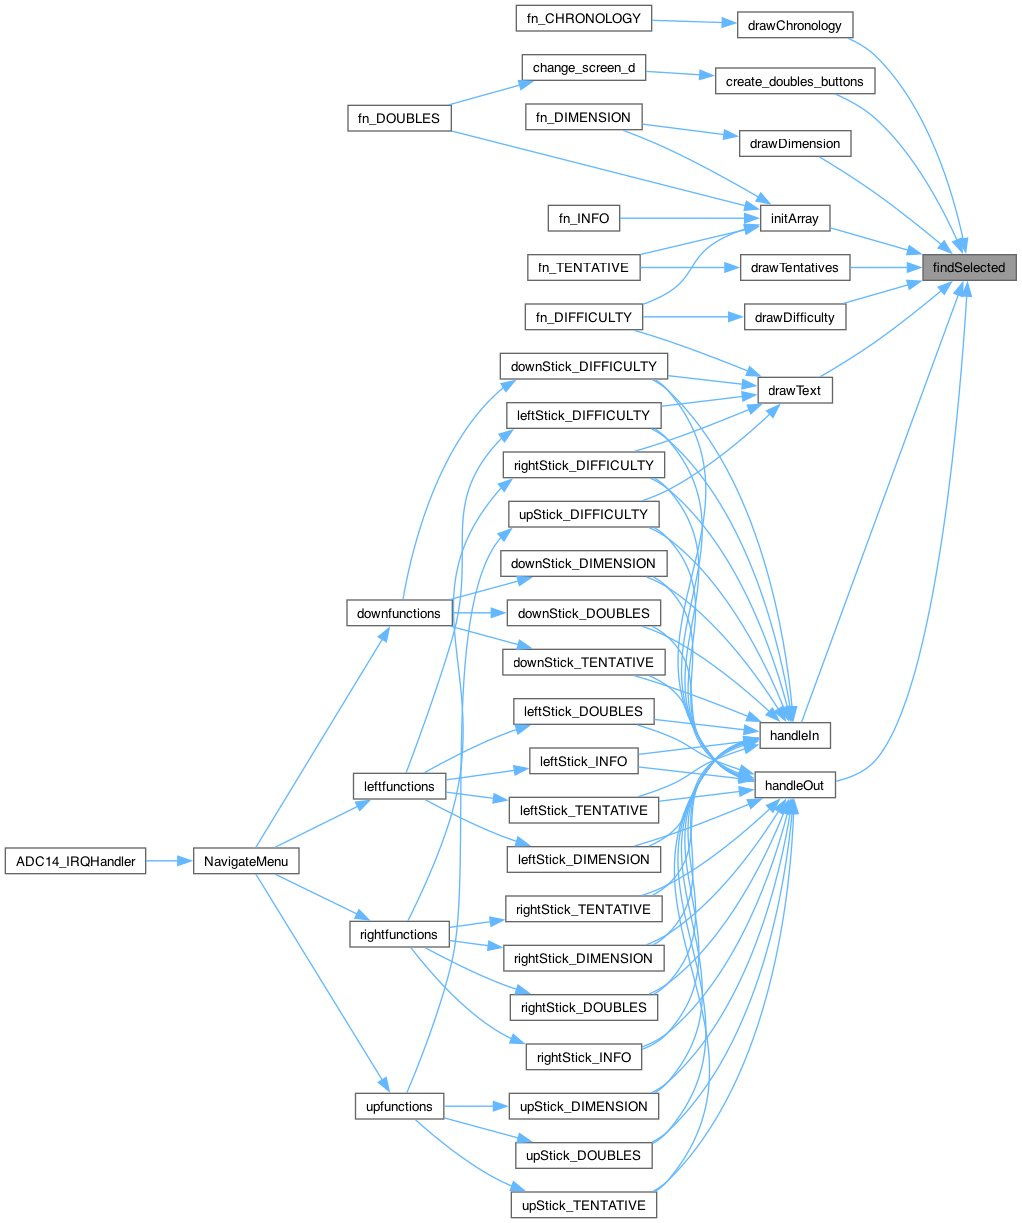 fn_CHRONOLOGY
drawChronology
change_screen_d
create_doubles_buttons
fn_DOUBLES
fn_DIMENSION
drawDimension
fn_INFO
initArray
fn_TENTATIVE
drawTentatives
findSelected
fn_DIFFICULTY
drawDifficulty
downStick_DIFFICULTY
drawText
leftStick_DIFFICULTY
rightStick_DIFFICULTY
upStick_DIFFICULTY
downStick_DIMENSION
downfunctions
downStick_DOUBLES
downStick_TENTATIVE
leftStick_DOUBLES
handleIn
leftStick_INFO
leftfunctions
handleOut
leftStick_TENTATIVE
ADC14_IRQHandler
NavigateMenu
leftStick_DIMENSION
rightStick_TENTATIVE
rightfunctions
rightStick_DIMENSION
rightStick_DOUBLES
rightStick_INFO
upfunctions
upStick_DIMENSION
upStick_DOUBLES
upStick_TENTATIVE